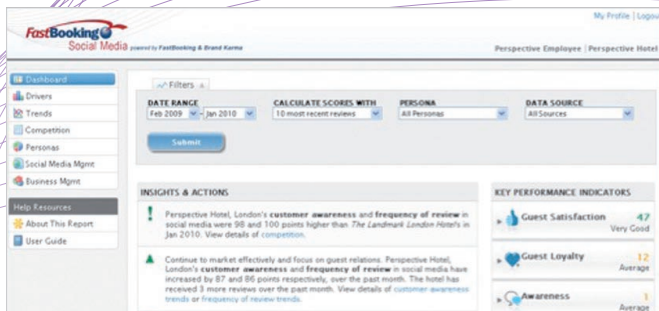 My Profile | Logou
FastBooking
Social Media powered by FastBooking & Brand Karma
Perspective Employee | Perspective Hotel
Dashboard
Drivers
Trends
Competition
Personas
Social Media Mgmt
Business Mgmt
Help Resources
About This Report
User Guide
Filters
DATE RANGE
Feb 2009 - Jan 2010
CALCULATE SCORES WITH
10 most recent reviews
PERSONA
All Personas
DATA SOURCE
All Sources
Submit
INSIGHTS & ACTIONS
Perspective Hotel, London's customer awareness and frequency of review in
social media were 98 and 100 points higher than The Landmark London Hotel's in
Jan 2010. View details of competition.
Continue to market effectively and focus on guest relations. Perspective Hotel,
London's customer awareness and frequency of review in social media have
increased by 87 and 86 points respectively, over the past month. The hotel has
received 3 more reviews over the past month. View details of customer awareness
trends or frequency of review trends.
KEY PERFORMANCE INDICATORS
Guest Satisfaction 47
Very Good
Guest Loyalty 12
Average
Awareness 1
Average